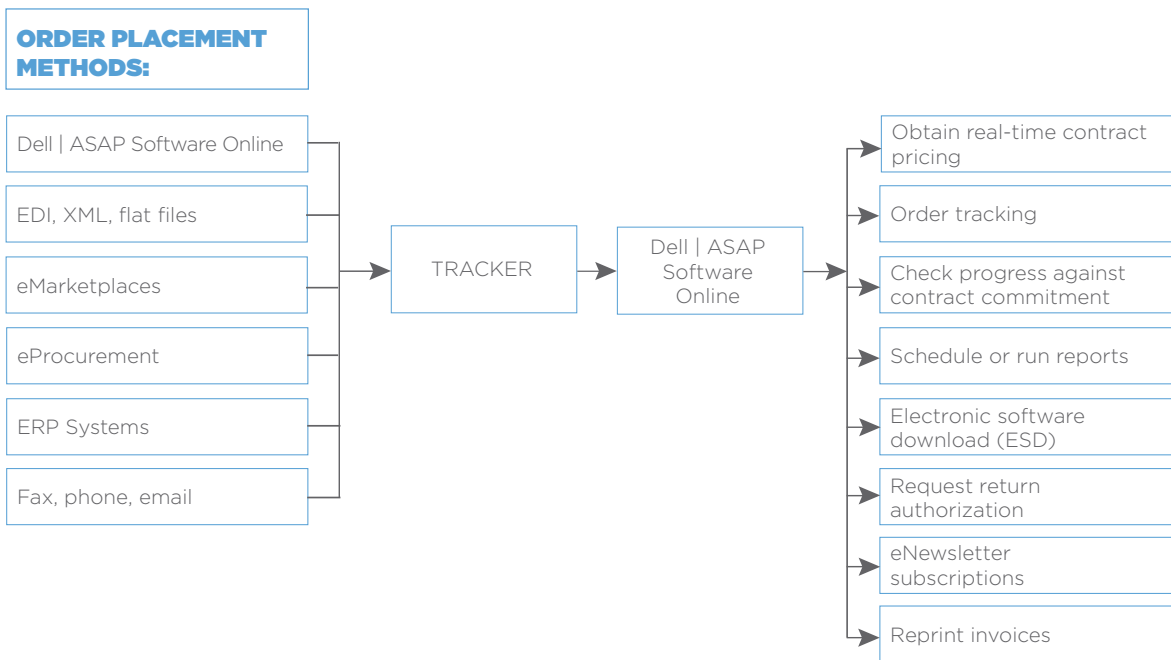 ORDER PLACEMENT
METHODS:
Dell | ASAP Software Online
EDI, XML, flat files
eMarketplaces
eProcurement
ERP Systems
Fax, phone, email
TRACKER
Dell | ASAP
Software
Online
Obtain real-time contract
pricing
Order tracking
Check progress against
contract commitment
Schedule or run reports
Electronic software
download (ESD)
Request return
authorization
eNewsletter
subscriptions
Reprint invoices